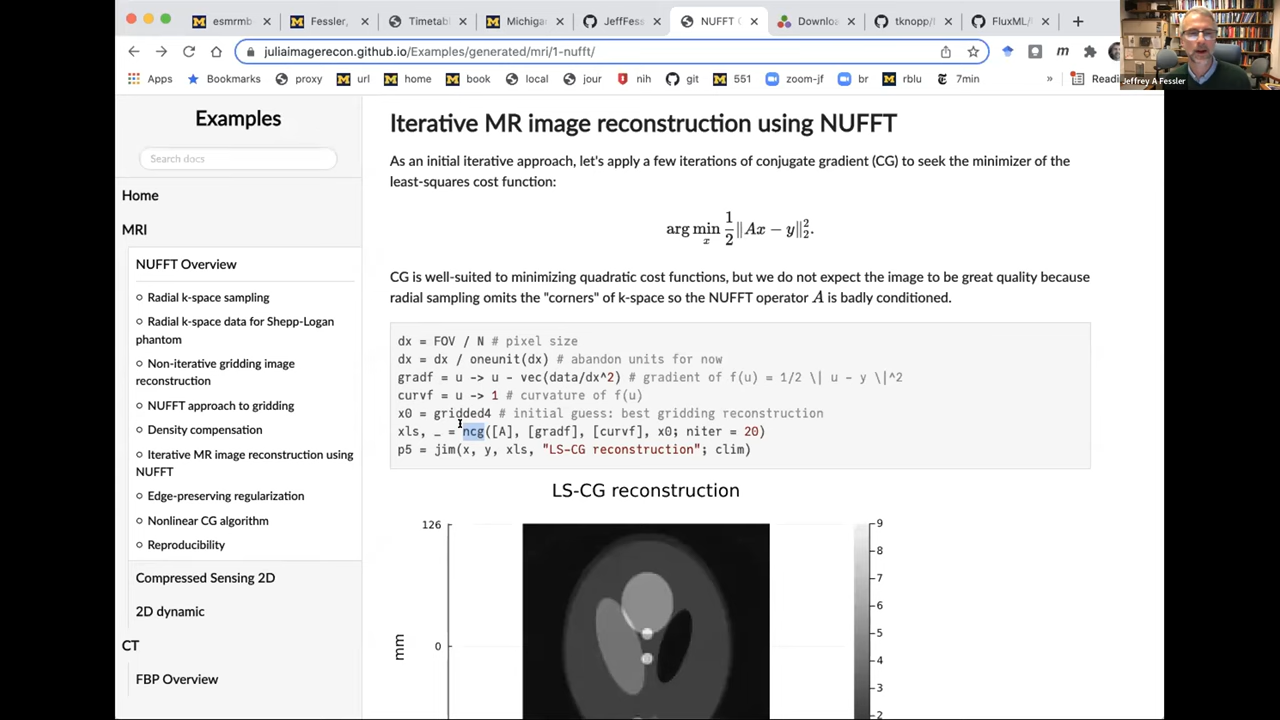 esmrmb
Fessler,
Timetabl
Michigan
JeffFess
NUFFT
Downloa
tknopp/
FluxML/
juliaimagerecon.github.io/Examples/generated/mri/1-nufft/
Apps
Bookmarks
proxy
url
home
book
local
jour
nih
git
551
zoom-jf
br
rblu
7min
»
Readi
Jeffrey A Fessler
Examples
Search docs
Home
MRI
NUFFT Overview
Radial k-space sampling
Radial k-space data for Shepp-Logan
phantom
Non-iterative gridding image
reconstruction
NUFFT approach to gridding
Density compensation
Iterative MR image reconstruction using
NUFFT
Edge-preserving regularization
Nonlinear CG algorithm
Reproducibility
Compressed Sensing 2D
2D dynamic
CT
FBP Overview
Iterative MR image reconstruction using NUFFT
As an initial iterative approach, let's apply a few iterations of conjugate gradient (CG) to seek the minimizer of the
least-squares cost function:
arg min_x 1/2 ‖Ax − y‖₂².
CG is well-suited to minimizing quadratic cost functions, but we do not expect the image to be great quality because
radial sampling omits the "corners" of k-space so the NUFFT operator A is badly conditioned.
dx = FOV / N # pixel size
dx = dx / oneunit(dx) # abandon units for now
gradf = u -> u - vec(data/dx^2) # gradient of f(u) = 1/2 \| u - y \|^2
curvf = u -> 1 # curvature of f(u)
x0 = gridded4 # initial guess: best gridding reconstruction
xls, _ = ncg([A], [gradf], [curvf], x0; niter = 20)
p5 = jim(x, y, xls, "LS-CG reconstruction"; clim)
LS-CG reconstruction
126
0
mm
9
8
7
6
5
4
3
2